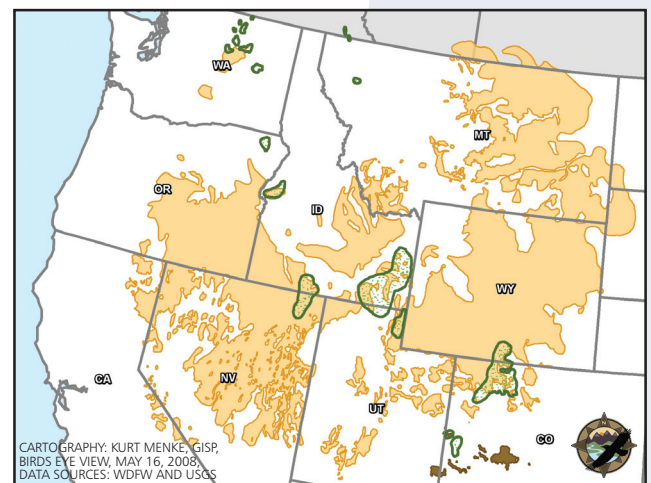 WA
MT
OR
ID
WY
CA
NV
UT
CO
CARTOGRAPHY: KURT MENKE, GISP,
BIRDS EYE VIEW, MAY 16, 2008,
DATA SOURCES: WDFW AND USGS